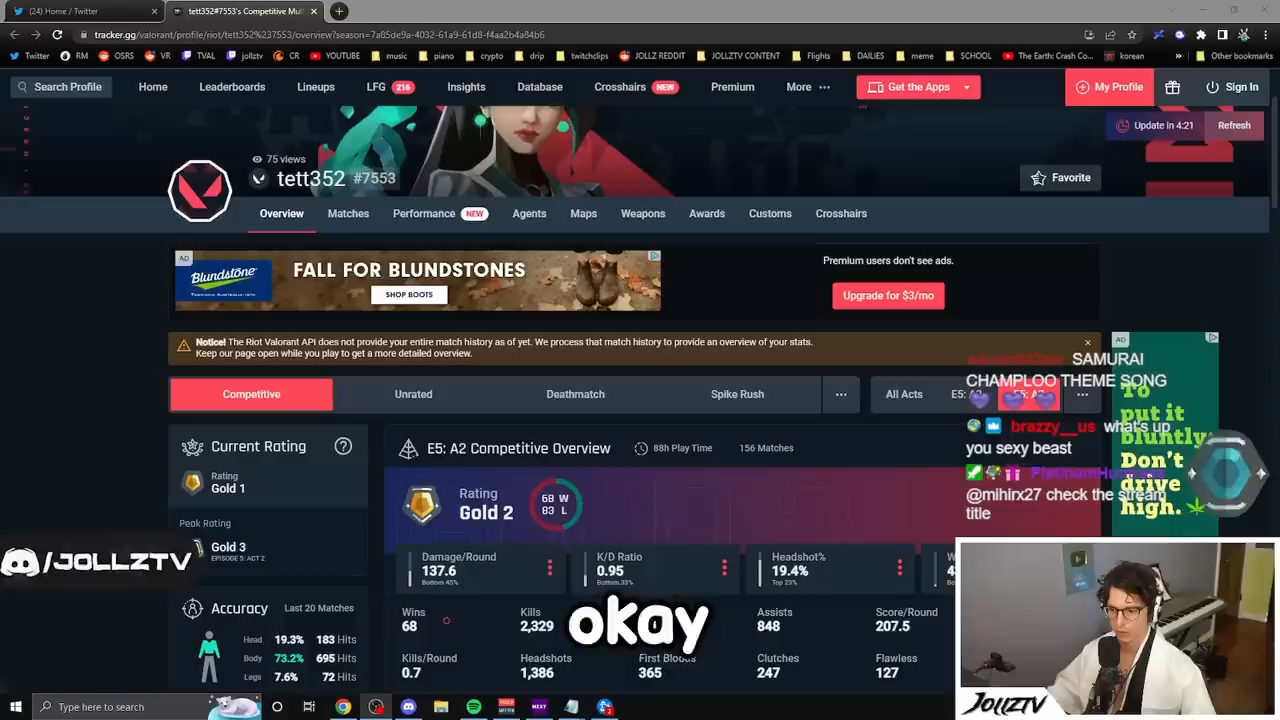 (24) Home / Twitter
tett352#7553's Competitive Mul
tracker.gg/valorant/profile/riot/tett352%237553/overview?season=7a85de9a-4032-61a9-61d8-f4aa2b4a84b6
Twitter RM OSRS VR TVAL jollztv CR YOUTUBE music piano crypto drip twitchclips JOLLZ REDDIT JOLLZTV CONTENT Flights DAILIES meme SCHOOL The Earth: Crash Co... korean » Other bookmarks
Search Profile Home Leaderboards Lineups LFG 216 Insights Database Crosshairs NEW Premium More Get the Apps My Profile Sign In
Update in 4:21 Refresh
75 views
tett352 #7553
Favorite
Overview Matches Performance NEW Agents Maps Weapons Awards Customs Crosshairs
AD
Blundstone
TASMANIA AUSTRALIA
FALL FOR BLUNDSTONES
SHOP BOOTS
Premium users don't see ads.
Upgrade for $3/mo
Notice! The Riot Valorant API does not provide your entire match history as of yet. We process that match history to provide an overview of your stats.
Keep our page open while you play to get a more detailed overview.
Competitive Unrated Deathmatch Spike Rush All Acts
AD
To
put it
bluntly
Don't
drive
high.
SAMURAI
CHAMPLOO THEME SONG
brazzy__us what's up
you sexy beast
@mihirx27 check the stream
title
Current Rating
Rating
Gold 1
Peak Rating
Gold 3
EPISODE 5: ACT 2
E5: A2 Competitive Overview 88h Play Time 156 Matches
Rating
Gold 2
68 W
83 L
Damage/Round
137.6
Bottom 45%
K/D Ratio
0.95
Bottom 33%
Headshot%
19.4%
Top 23%
/JOLLZTV
Accuracy Last 20 Matches
Head 19.3% 183 Hits
Body 73.2% 695 Hits
Legs 7.6% 72 Hits
Wins
68
Kills
2,329
okay
Assists
848
Score/Round
207.5
Kills/Round
0.7
Headshots
1,386
First Bloods
365
Clutches
247
Flawless
127
JOLLZTV
Type here to search